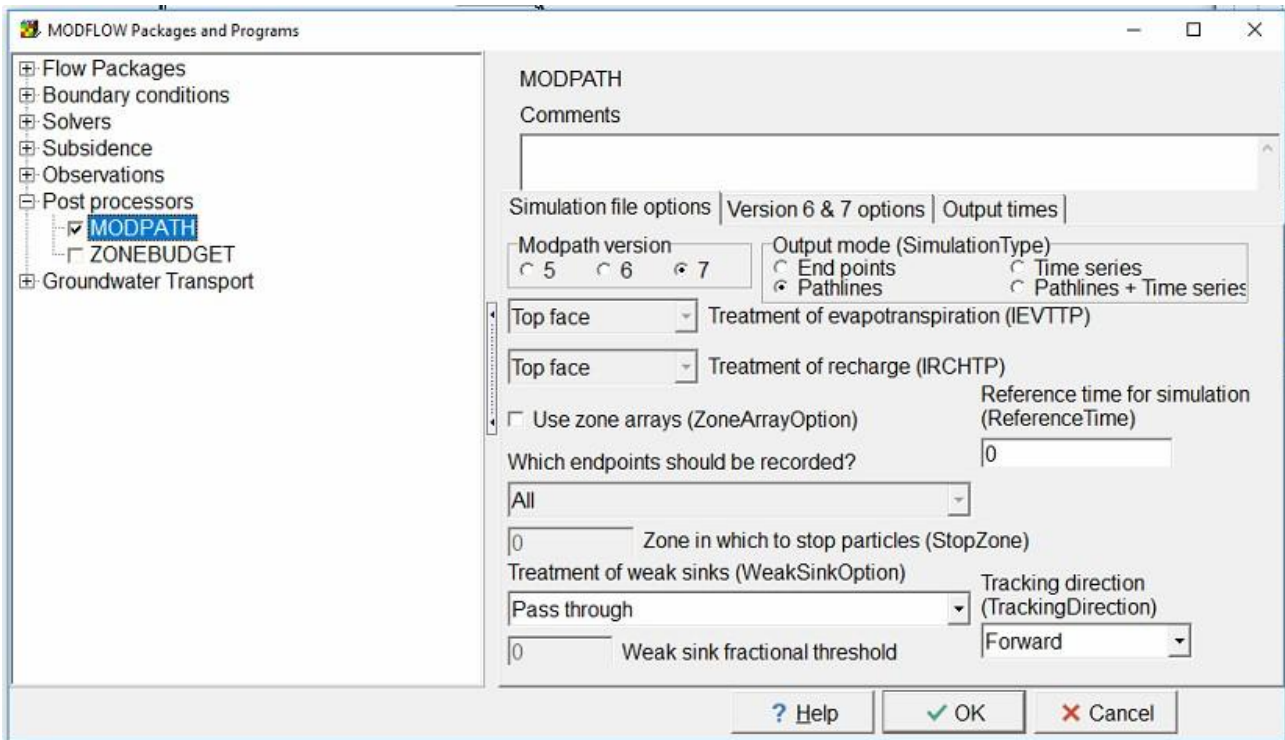 MODFLOW Packages and Programs
Flow Packages
Boundary conditions
Solvers
Subsidence
Observations
Post processors
MODPATH
ZONEBUDGET
Groundwater Transport
MODPATH
Comments
Simulation file options Version 6 & 7 options Output times
Modpath version
5 6 7
Output mode (SimulationType)
End points Time series
Pathlines Pathlines + Time series
Top face Treatment of evapotranspiration (IEVTTP)
Top face Treatment of recharge (IRCHTP)
Use zone arrays (ZoneArrayOption)
Reference time for simulation
(ReferenceTime)
0
Which endpoints should be recorded?
All
0 Zone in which to stop particles (StopZone)
Treatment of weak sinks (WeakSinkOption)
Pass through
Tracking direction
(TrackingDirection)
Forward
0 Weak sink fractional threshold
? Help OK Cancel